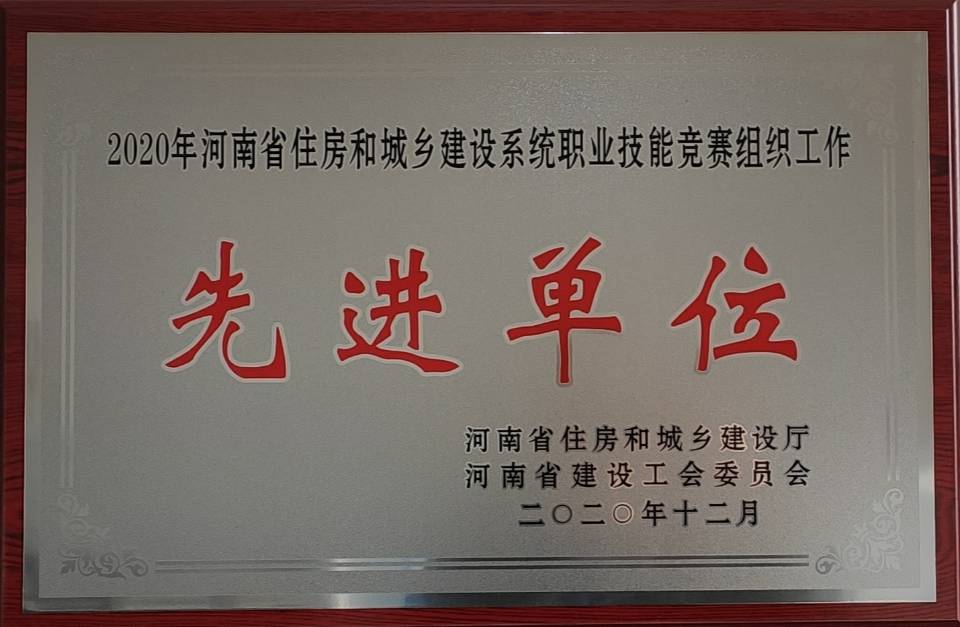 2020年河南省住房和城乡建设系统职业技能竞赛组织工作
先进单位
河南省住房和城乡建设厅
河南省建设工会委员会
二〇二〇年十二月